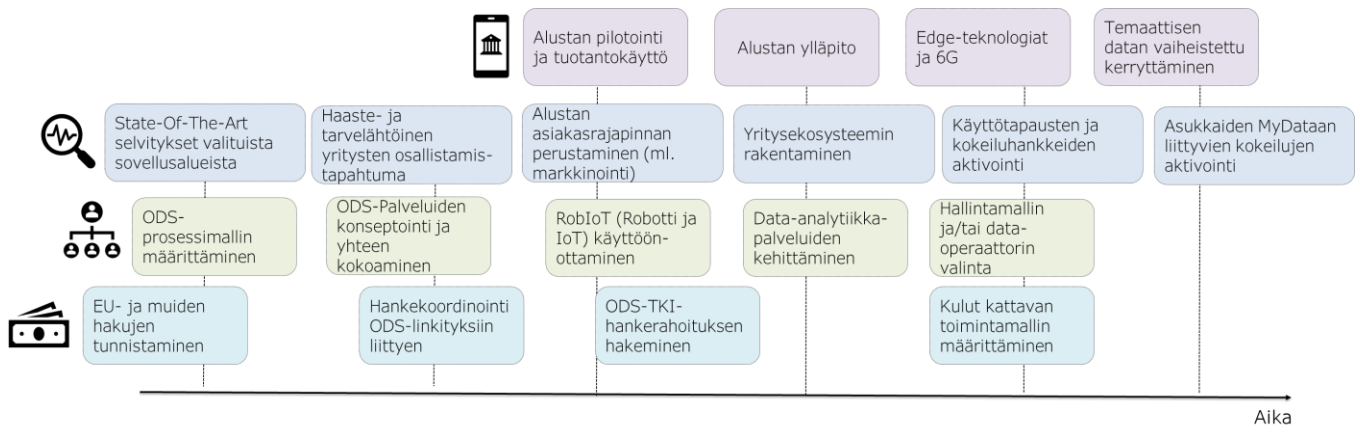 Alustan pilotointi
ja tuotantokäyttö
Alustan ylläpito
Edge-teknologiat
ja 6G
Temaattisen
datan vaiheistettu
kerryttäminen
State-Of-The-Art
selvitykset valituista
sovellusalueista
Haaste- ja
tarvelähtöinen
yritysten osallistamis-
tapahtuma
Alustan
asiakasrajapinnan
perustaminen (ml.
markkinointi)
Yritysekosysteemin
rakentaminen
Käyttötapausten ja
kokeiluhankkeiden
aktivointi
Asukkaiden MyDataan
liittyvien kokeilujen
aktivointi
ODS-
prosessimallin
määrittäminen
ODS-Palveluiden
konseptointi ja
yhteen
kokoaminen
RobIoT (Robotti ja
IoT) käyttöön-
ottaminen
Data-analytiikka-
palveluiden
kehittäminen
Hallintamallin
ja/tai data-
operaattorin
valinta
EU- ja muiden
hakujen
tunnistaminen
Hankekoordinointi
ODS-linkityksiin
liittyen
ODS-TKI-
hankerahoituksen
hakeminen
Kulut kattavan
toimintamallin
määrittäminen
Aika